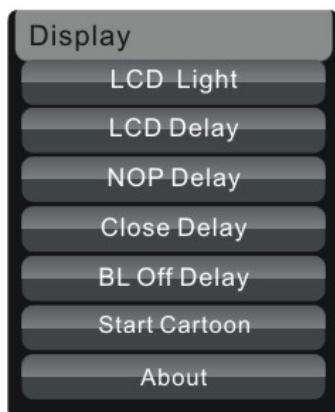 Display
LCD Light
LCD Delay
NOP Delay
Close Delay
BL Off Delay
Start Cartoon
About